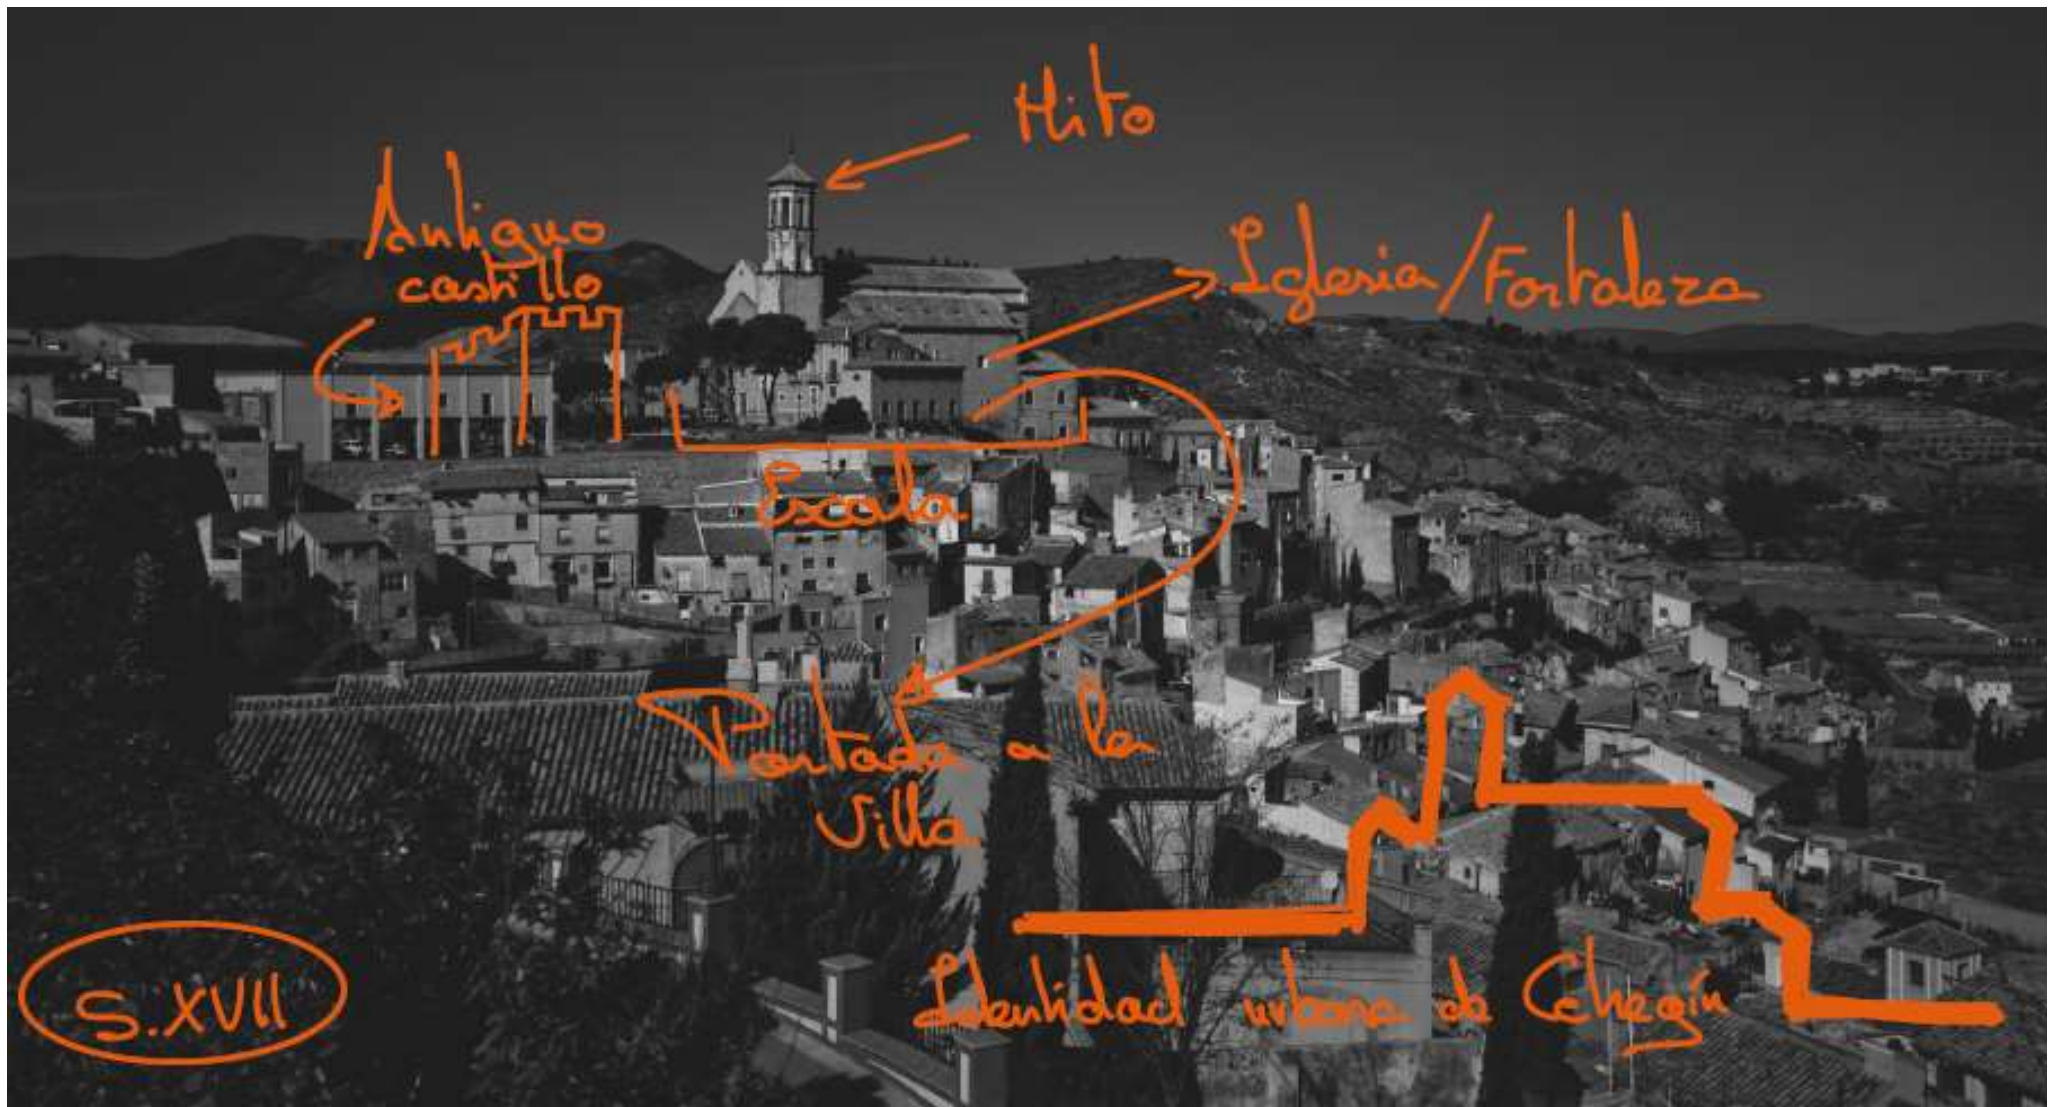 Hito
Antiguo
castillo
Iglesia/Fortaleza
Escala
Portada a la
Villa
S.XVII
Identidad urbana de Cehegín